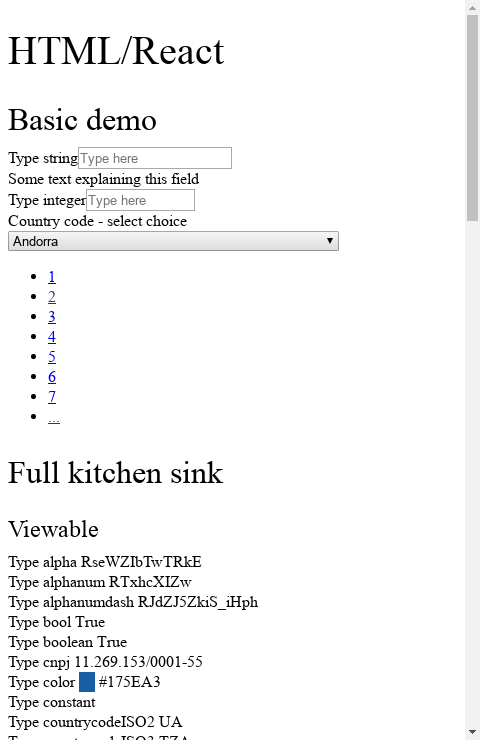 HTML/React
Basic demo
Type string Type here
Some text explaining this field
Type integer Type here
Country code - select choice
Andorra
1
2
3
4
5
6
7
...
Full kitchen sink
Viewable
Type alpha RseWZIbTwTRkE
Type alphanum RTxhcXIZw
Type alphanumdash RJdZJ5ZkiS_iHph
Type bool True
Type boolean True
Type cnpj 11.269.153/0001-55
Type color #175EA3
Type constant
Type countrycodeISO2 UA